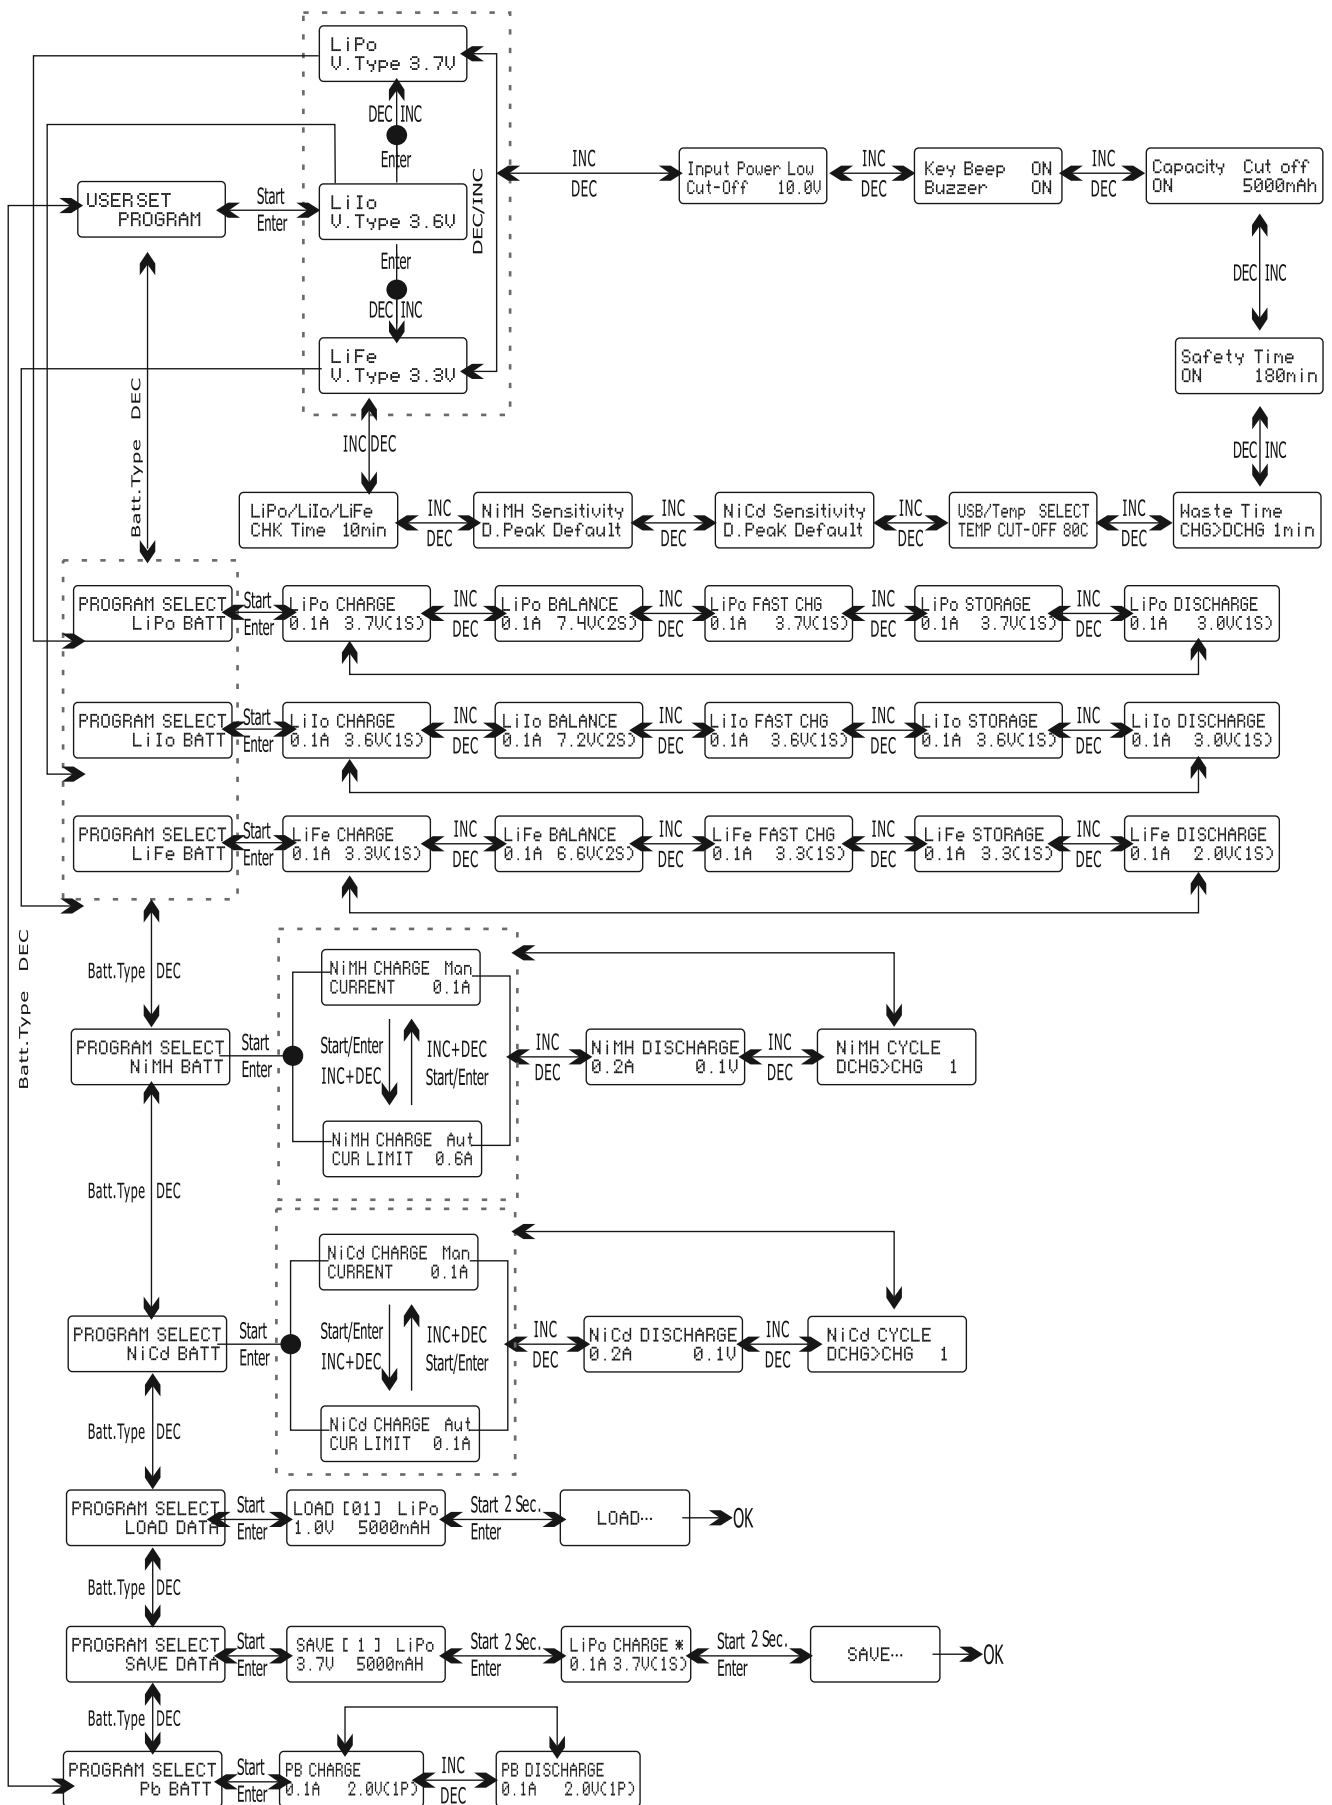 LiPo
V.Type 3.7V
DEC INC
Enter
USERSET
PROGRAM
Start
Enter
LiIo
V.Type 3.6V
DEC/INC
INC
DEC
Input Power Low
Cut-Off 10.0V
INC
DEC
Key Beep ON
Buzzer ON
INC
DEC
Capacity Cut off
ON 5000mAh
Enter
DEC INC
DEC INC
LiFe
V.Type 3.3V
Safety Time
ON 180min
Batt.Type DEC
INC DEC
DEC INC
LiPo/LiIo/LiFe
CHK Time 10min
INC
DEC
NiMH Sensitivity
D.Peak Default
INC
DEC
NiCd Sensitivity
D.Peak Default
INC
DEC
USB/Temp SELECT
TEMP CUT-OFF 80C
INC
DEC
Waste Time
CHG>DCHG 1min
PROGRAM SELECT
LiPo BATT
Start
Enter
LiPo CHARGE
0.1A 3.7V(1S)
INC
DEC
LiPo BALANCE
0.1A 7.4V(2S)
INC
DEC
LiPo FAST CHG
0.1A 3.7V(1S)
INC
DEC
LiPo STORAGE
0.1A 3.7V(1S)
INC
DEC
LiPo DISCHARGE
0.1A 3.0V(1S)
PROGRAM SELECT
LiIo BATT
Start
Enter
LiIo CHARGE
0.1A 3.6V(1S)
INC
DEC
LiIo BALANCE
0.1A 7.2V(2S)
INC
DEC
LiIo FAST CHG
0.1A 3.6V(1S)
INC
DEC
LiIo STORAGE
0.1A 3.6V(1S)
INC
DEC
LiIo DISCHARGE
0.1A 3.0V(1S)
PROGRAM SELECT
LiFe BATT
Start
Enter
LiFe CHARGE
0.1A 3.3V(1S)
INC
DEC
LiFe BALANCE
0.1A 6.6V(2S)
INC
DEC
LiFe FAST CHG
0.1A 3.3(1S)
INC
DEC
LiFe STORAGE
0.1A 3.3(1S)
INC
DEC
LiFe DISCHARGE
0.1A 2.0V(1S)
Batt.Type DEC
Batt.Type DEC
NiMH CHARGE Man
CURRENT 0.1A
PROGRAM SELECT
NiMH BATT
Start
Enter
Start/Enter
INC+DEC
INC+DEC
Start/Enter
INC
DEC
NiMH DISCHARGE
0.2A 0.1V
INC
DEC
NiMH CYCLE
DCHG>CHG 1
NiMH CHARGE Aut
CUR LIMIT 0.6A
Batt.Type DEC
NiCd CHARGE Man
CURRENT 0.1A
PROGRAM SELECT
NiCd BATT
Start
Enter
Start/Enter
INC+DEC
INC+DEC
Start/Enter
INC
DEC
NiCd DISCHARGE
0.2A 0.1V
INC
DEC
NiCd CYCLE
DCHG>CHG 1
NiCd CHARGE Aut
CUR LIMIT 0.1A
Batt.Type DEC
PROGRAM SELECT
LOAD DATA
Start
Enter
LOAD [01] LiPo
1.0V 5000mAH
Start 2 Sec.
Enter
LOAD···
OK
Batt.Type DEC
PROGRAM SELECT
SAVE DATA
Start
Enter
SAVE [ 1 ] LiPo
3.7V 5000mAH
Start 2 Sec.
Enter
LiPo CHARGE *
0.1A 3.7V(1S)
Start 2 Sec.
Enter
SAVE···
OK
Batt.Type DEC
PROGRAM SELECT
Pb BATT
Start
Enter
PB CHARGE
0.1A 2.0V(1P)
INC
DEC
PB DISCHARGE
0.1A 2.0V(1P)